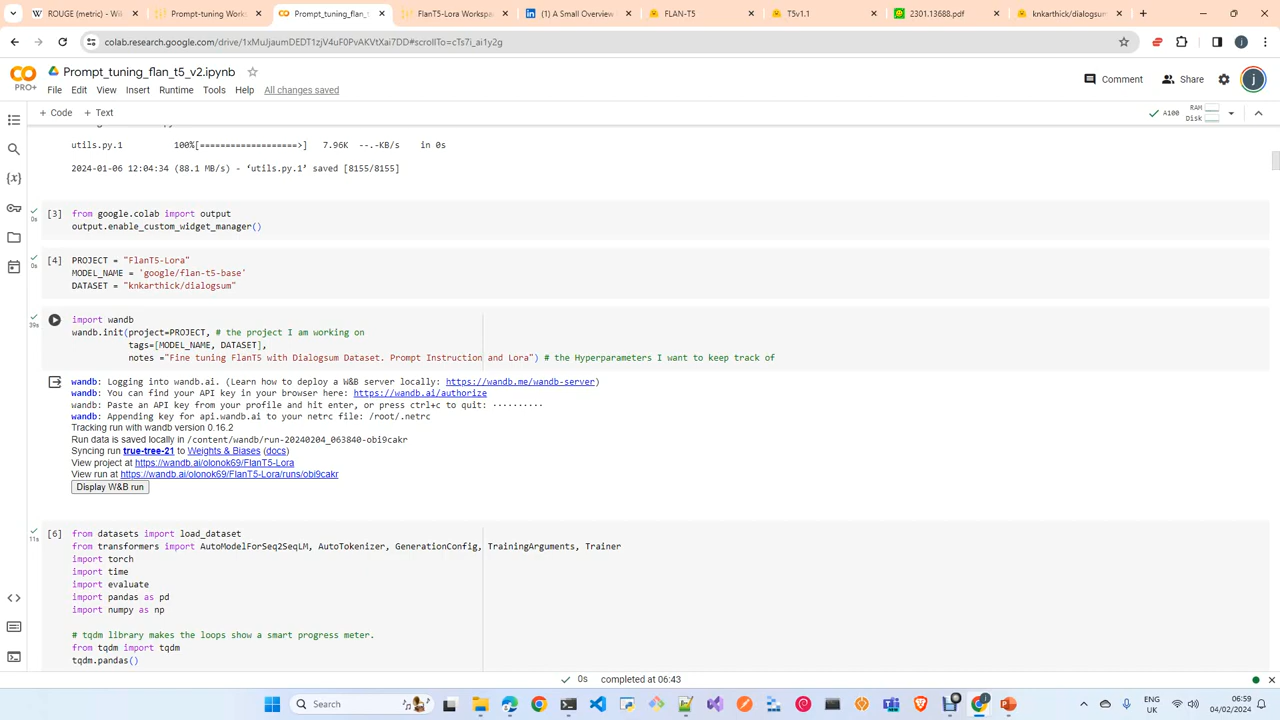 ROUGE (metric) - Wiki
Prompt-tuning Works
Prompt_tuning_flan_t5
FlanT5-Lora Workspa
(1) A Small Overview
FLAN-T5
T5v1.1
2301.13688.pdf
knkarthick/dialogsum
colab.research.google.com/drive/1xMuJjaumDEDT1zjV4uF0PvAKVtXai7DD#scrollTo=cTs7i_ai1y2g
PRO+
Prompt_tuning_flan_t5_v2.ipynb
Comment
Share
j
File Edit View Insert Runtime Tools Help All changes saved
+ Code + Text
A100
RAM
Disk
utils.py.1 100%[===================>] 7.96K --.-KB/s in 0s
2024-01-06 12:04:34 (88.1 MB/s) - ‘utils.py.1’ saved [8155/8155]
[3] from google.colab import output
0s
output.enable_custom_widget_manager()
[4] PROJECT = "FlanT5-Lora"
0s
MODEL_NAME = 'google/flan-t5-base'
DATASET = "knkarthick/dialogsum"
import wandb
39s
wandb.init(project=PROJECT, # the project I am working on
tags=[MODEL_NAME, DATASET],
notes ="Fine tuning FlanT5 with Dialogsum Dataset. Prompt Instruction and Lora") # the Hyperparameters I want to keep track of
wandb: Logging into wandb.ai. (Learn how to deploy a W&B server locally: https://wandb.me/wandb-server)
wandb: You can find your API key in your browser here: https://wandb.ai/authorize
wandb: Paste an API key from your profile and hit enter, or press ctrl+c to quit: ··········
wandb: Appending key for api.wandb.ai to your netrc file: /root/.netrc
Tracking run with wandb version 0.16.2
Run data is saved locally in /content/wandb/run-20240204_063840-obi9cakr
Syncing run true-tree-21 to Weights & Biases (docs)
View project at https://wandb.ai/olonok69/FlanT5-Lora
View run at https://wandb.ai/olonok69/FlanT5-Lora/runs/obi9cakr
Display W&B run
[6] from datasets import load_dataset
11s
from transformers import AutoModelForSeq2SeqLM, AutoTokenizer, GenerationConfig, TrainingArguments, Trainer
import torch
import time
import evaluate
import pandas as pd
import numpy as np
# tqdm library makes the loops show a smart progress meter.
from tqdm import tqdm
tqdm.pandas()
0s completed at 06:43
Search
ENG
UK
06:59
04/02/2024